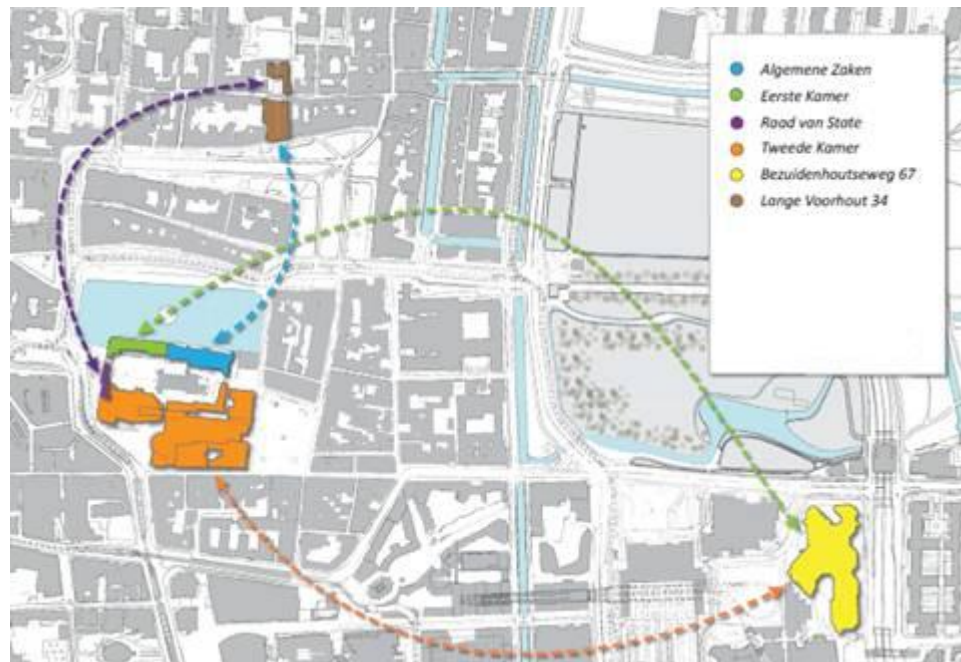 Algemene Zaken
Eerste Kamer
Raad van State
Tweede Kamer
Bezuidenhoutseweg 67
Lange Voorhout 34